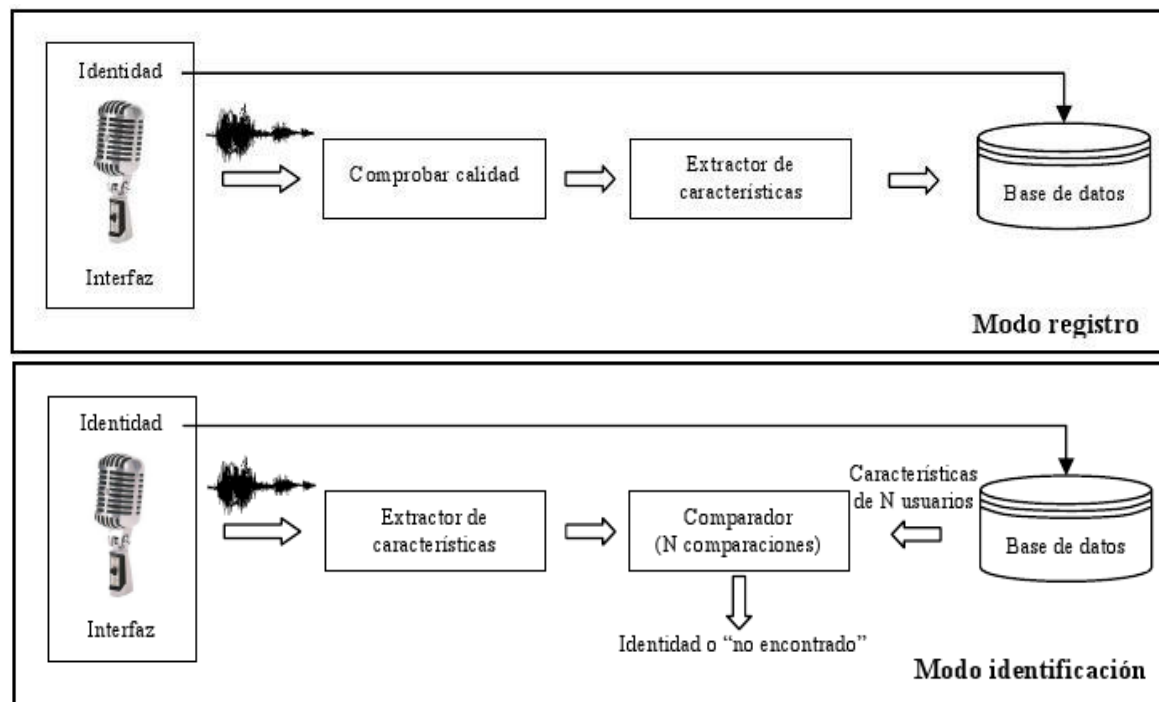 Identidad
Interfaz
Comprobar calidad
Extractor de
características
Base de datos
Modo registro
Identidad
Interfaz
Extractor de
características
Comparador
(N comparaciones)
Características
de N usuarios
Base de datos
Identidad o “no encontrado”
Modo identificación